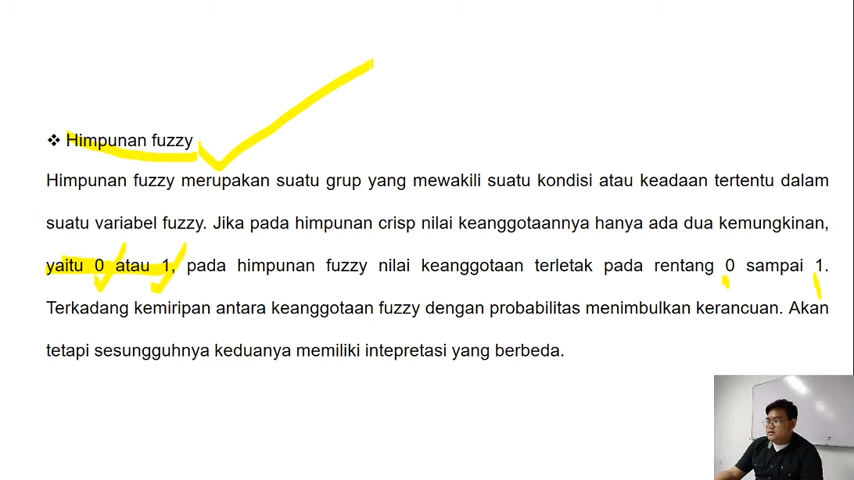 ❖ Himpunan fuzzy
Himpunan fuzzy merupakan suatu grup yang mewakili suatu kondisi atau keadaan tertentu dalam
suatu variabel fuzzy. Jika pada himpunan crisp nilai keanggotaannya hanya ada dua kemungkinan,
yaitu 0 atau 1, pada himpunan fuzzy nilai keanggotaan terletak pada rentang 0 sampai 1.
Terkadang kemiripan antara keanggotaan fuzzy dengan probabilitas menimbulkan kerancuan. Akan
tetapi sesungguhnya keduanya memiliki intepretasi yang berbeda.